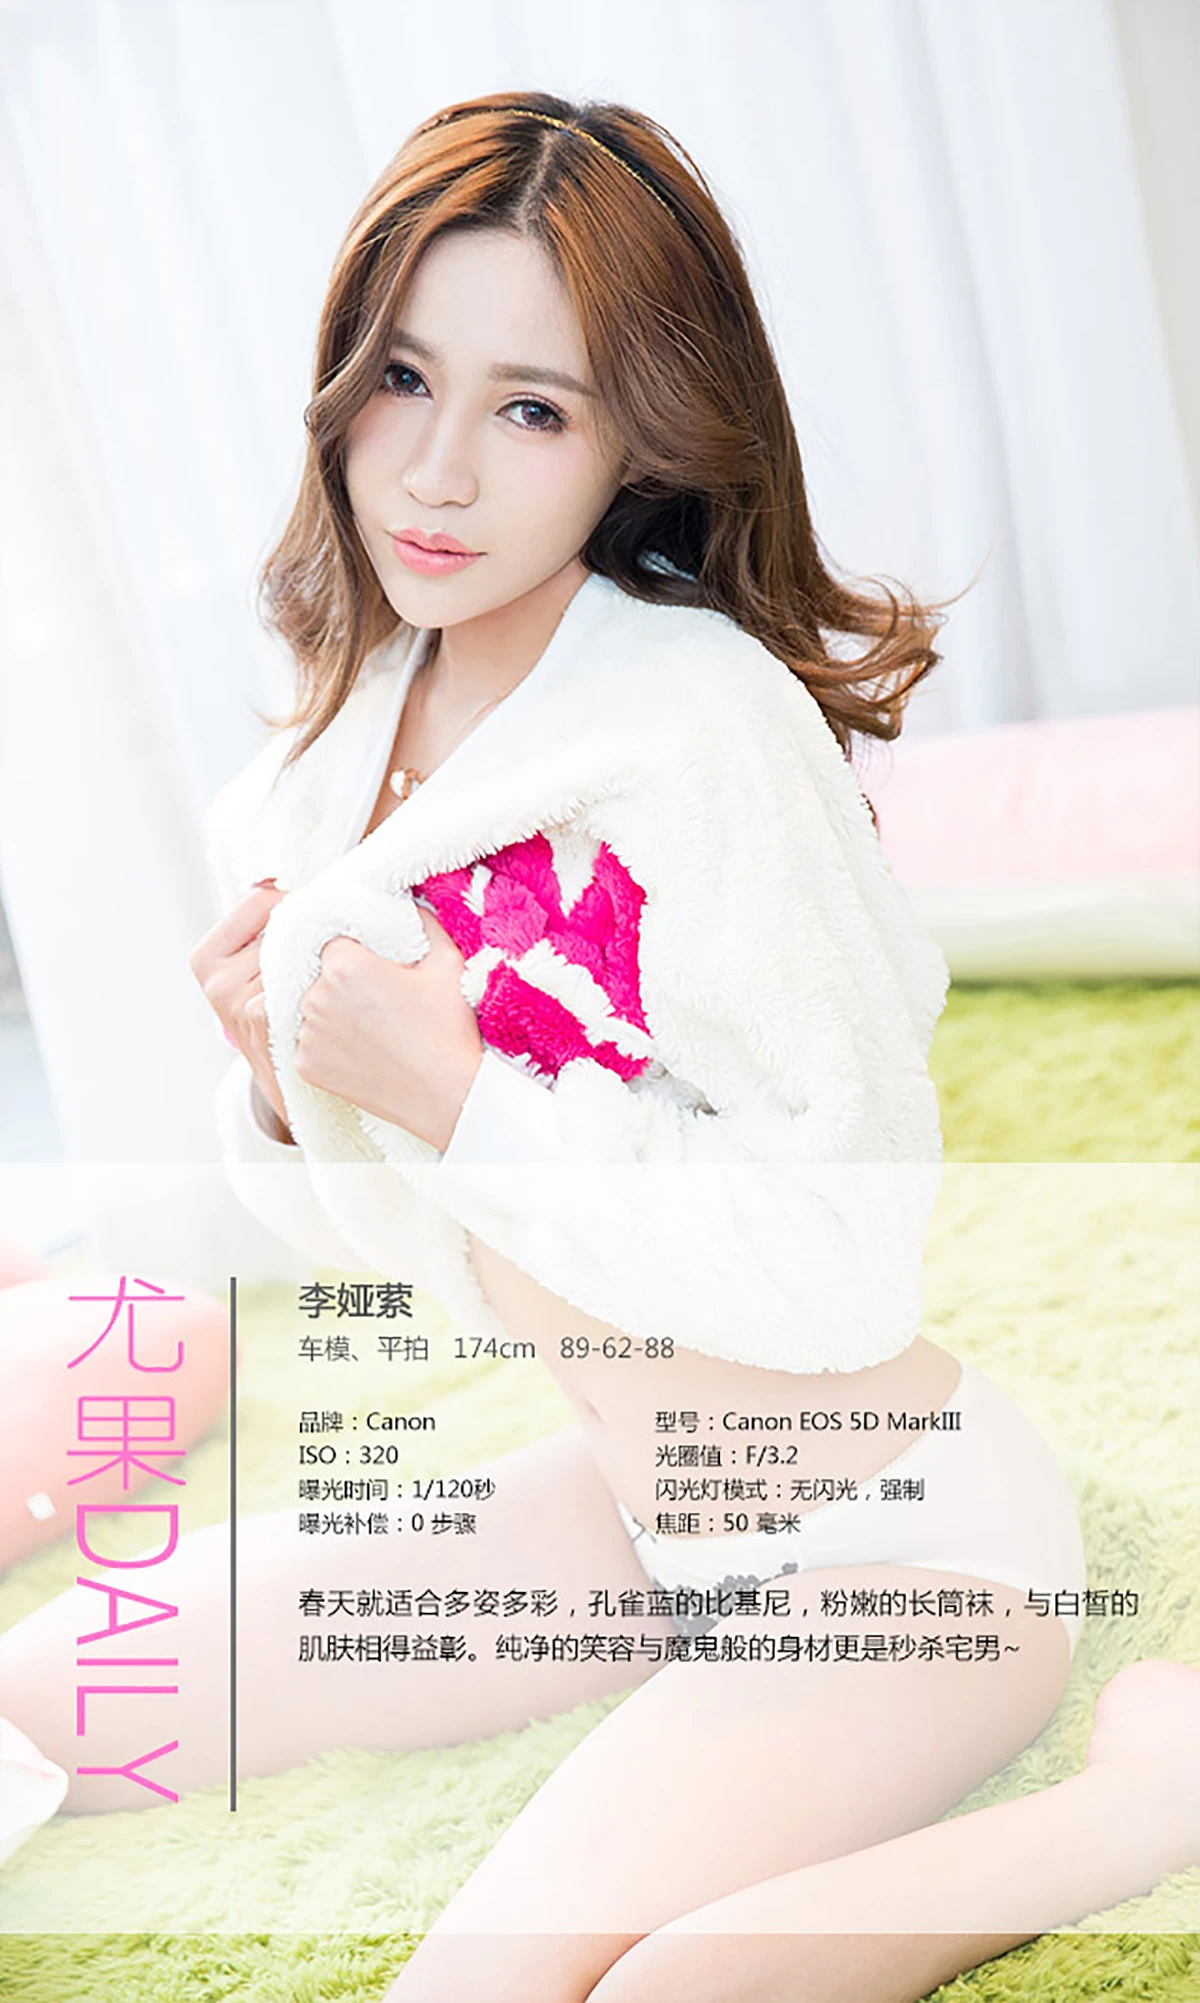 尤果DAILY
李娅萦
车模、平拍 174cm 89-62-88
品牌：Canon
型号：Canon EOS 5D MarkIII
ISO：320
光圈值：F/3.2
曝光时间：1/120秒
闪光灯模式：无闪光，强制
曝光补偿：0 步骤
焦距：50 毫米
春天就适合多姿多彩，孔雀蓝的比基尼，粉嫩的长筒袜，与白皙的
肌肤相得益彰。纯净的笑容与魔鬼般的身材更是秒杀宅男~